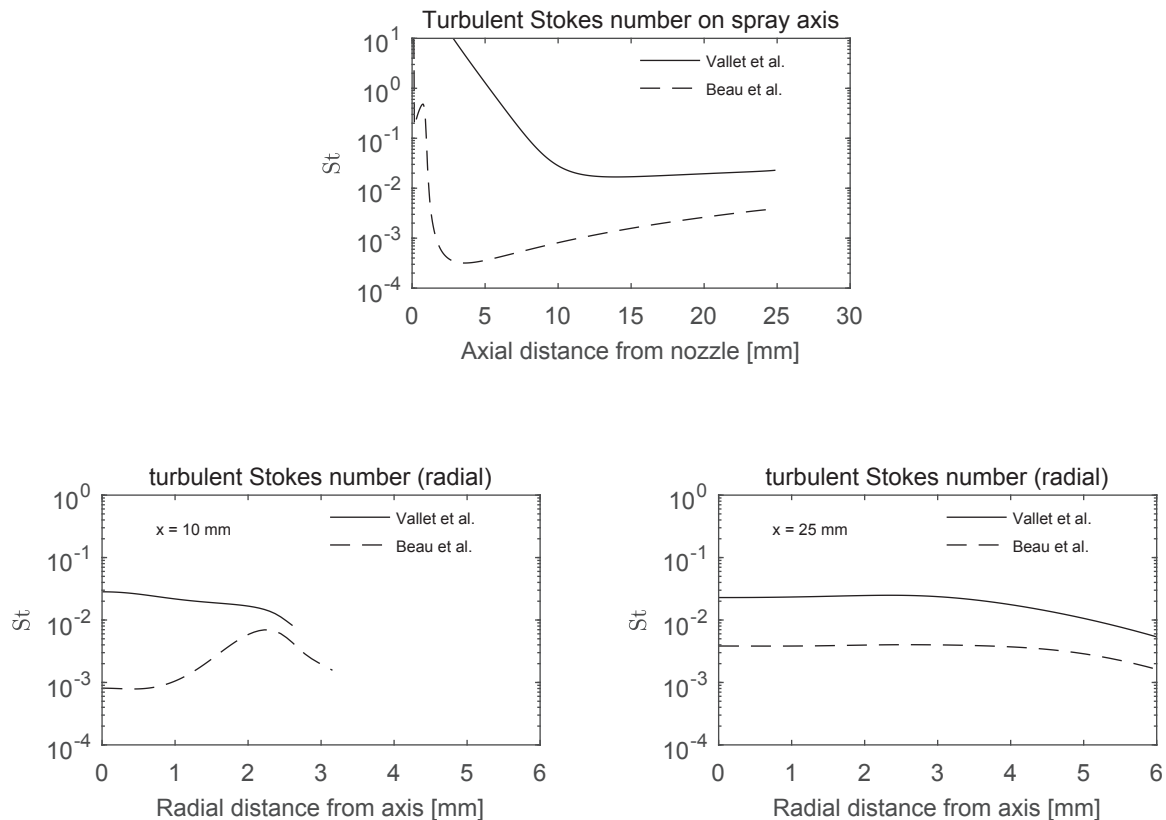 Turbulent Stokes number on spray axis
10^1
10^0
10^-1
10^-2
10^-3
10^-4
St
Vallet et al.
Beau et al.
0 5 10 15 20 25 30
Axial distance from nozzle [mm]
turbulent Stokes number (radial)
10^0
10^-1
10^-2
10^-3
10^-4
St
x = 10 mm
Vallet et al.
Beau et al.
0 1 2 3 4 5 6
Radial distance from axis [mm]
turbulent Stokes number (radial)
10^0
10^-1
10^-2
10^-3
10^-4
St
x = 25 mm
Vallet et al.
Beau et al.
0 1 2 3 4 5 6
Radial distance from axis [mm]